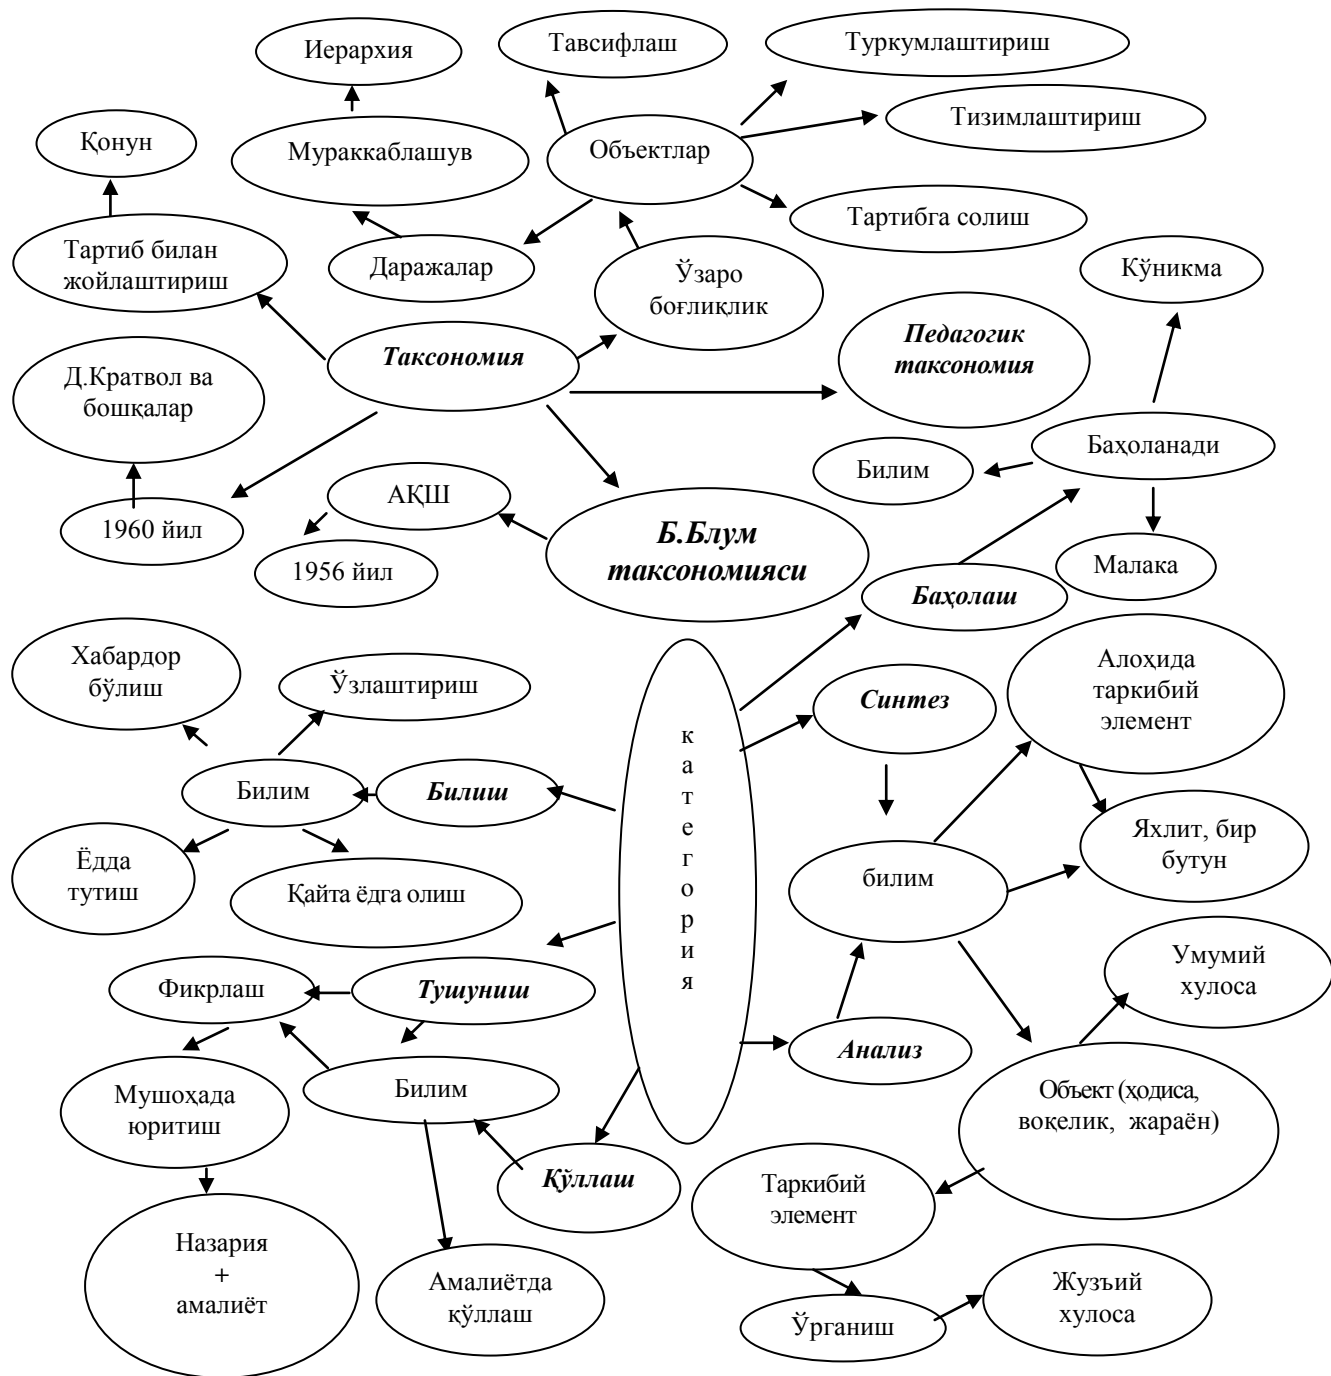 Иерархия
Тавсифлаш
Туркумлаштириш
Тизимлаштириш
Қонун
Мураккаблашув
Объектлар
Тартибга солиш
Тартиб билан
жойлаштириш
Даражалар
Ўзаро
боғлиқлик
Кўникма
Таксономия
Педагогик
таксономия
Д.Кратвол ва
бошқалар
Баҳоланади
Билим
АҚШ
1960 йил
1956 йил
Б.Блум
таксономияси
Малака
Баҳолаш
Хабардор
бўлиш
Ўзлаштириш
Синтез
Алоҳида
таркибий
элемент
к
а
т
е
г
о
р
и
я
Билим
Билиш
Яхлит, бир
бутун
Ёдда
тутиш
Қайта ёдга олиш
билим
Умумий
хулоса
Фикрлаш
Тушуниш
Анализ
Мушоҳада
юритиш
Билим
Объект (ҳодиса,
воқелик, жараён)
Қўллаш
Таркибий
элемент
Назария
+
амалиёт
Амалиётда
қўллаш
Ўрганиш
Жузъий
хулоса